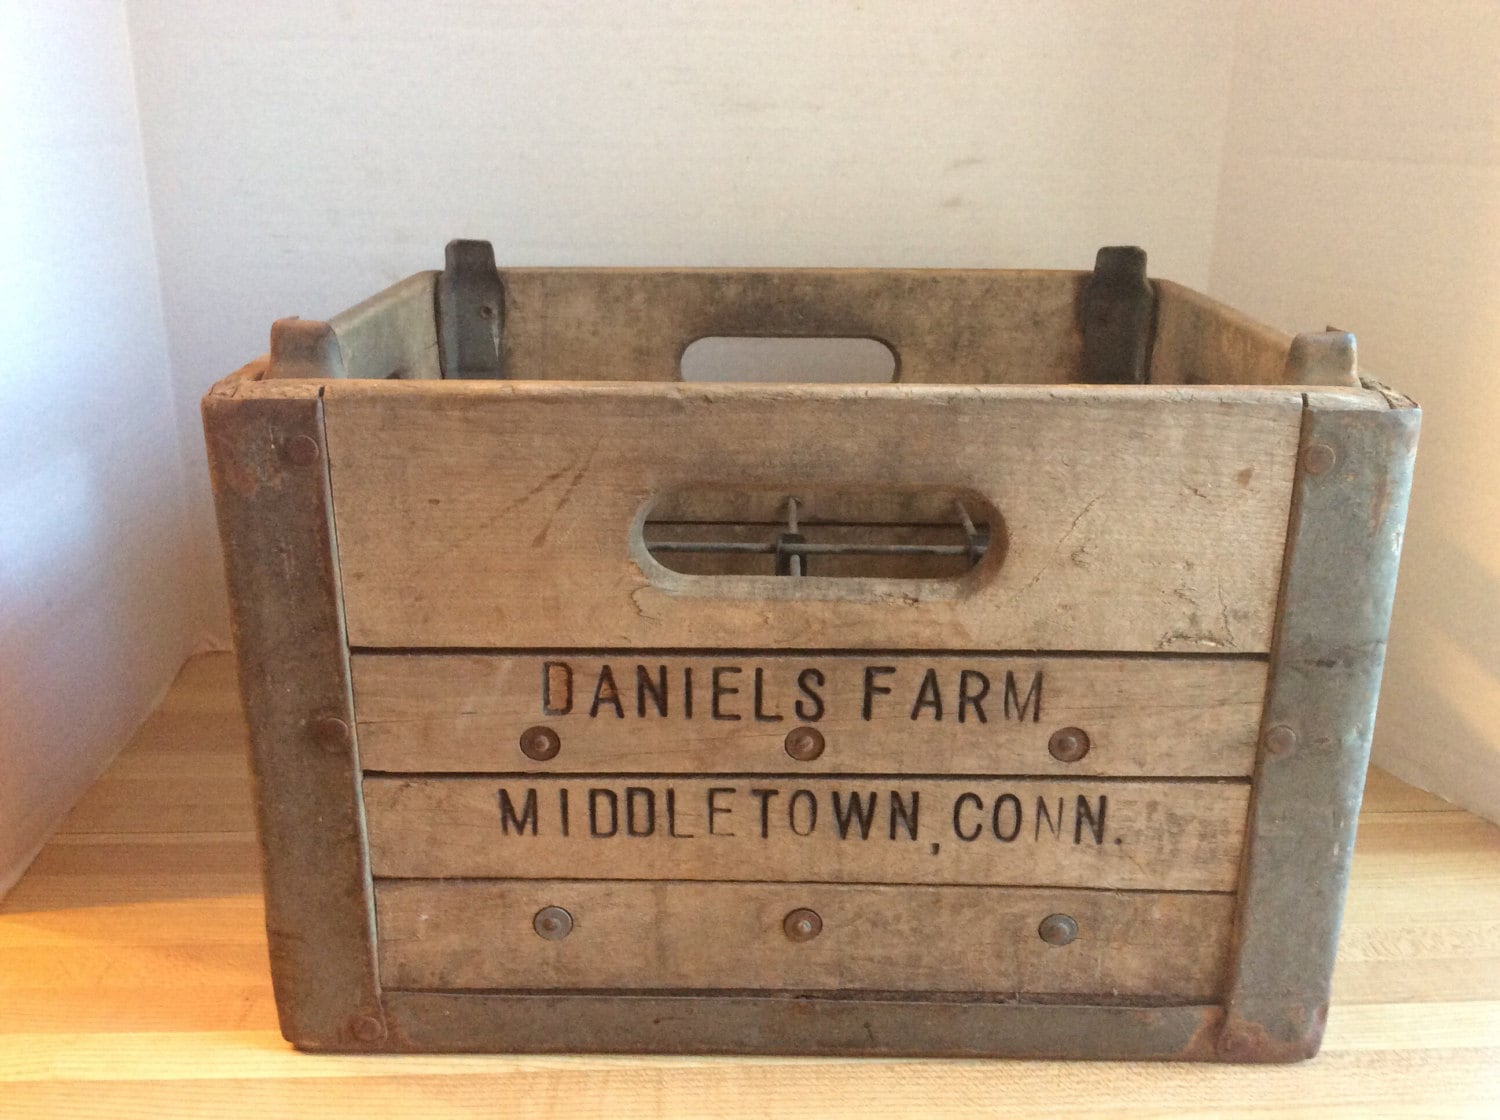 DANIELS FARM
MIDDLETOWN, CONN.